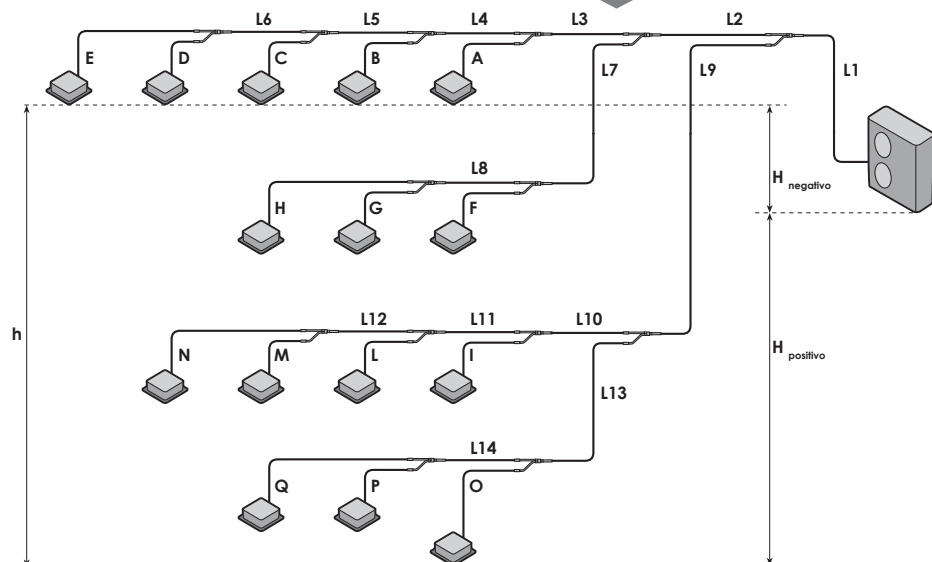 L6 L5 L4 L3 L2
E D C B A L7 L9 L1
L8
H G F
H negativo
L12 L11 L10
h
N M L I
H positivo
L13
L14
Q P O